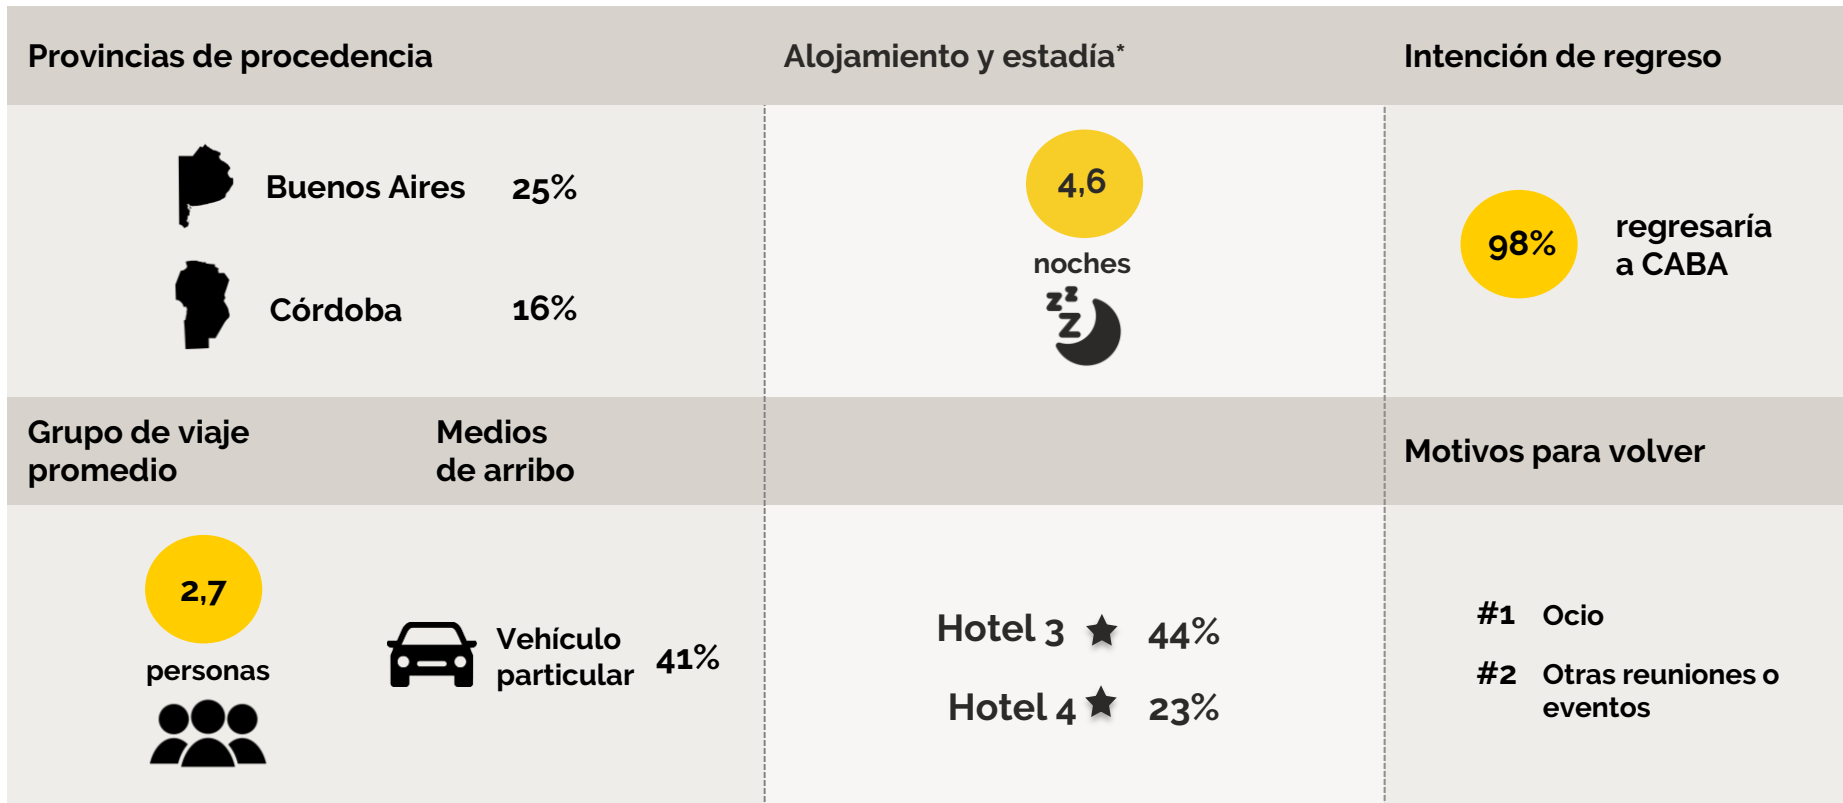 Provincias de procedencia
Alojamiento y estadía*
Intención de regreso
Buenos Aires 25%
Córdoba 16%
4,6
noches
98%
regresaría
a CABA
Grupo de viaje
promedio
Medios
de arribo
Motivos para volver
2,7
personas
Vehículo
particular 41%
Hotel 3 ★ 44%
Hotel 4 ★ 23%
#1 Ocio
#2 Otras reuniones o
eventos